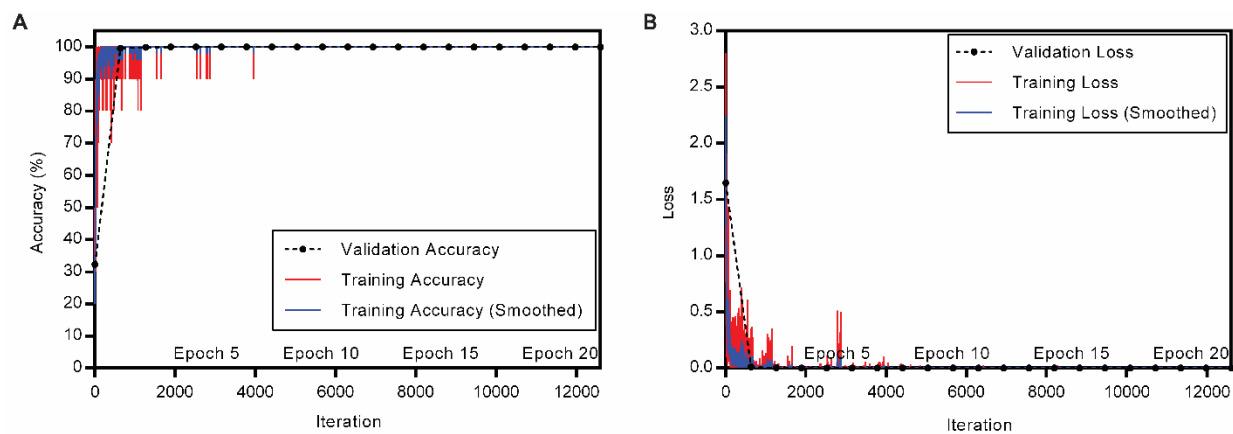 A
Accuracy (%)
100
90
80
70
60
50
40
30
20
10
0
Validation Accuracy
Training Accuracy
Training Accuracy (Smoothed)
Epoch 5 Epoch 10 Epoch 15 Epoch 20
0 2000 4000 6000 8000 10000 12000
Iteration
B
Loss
3.0
2.5
2.0
1.5
1.0
0.5
0.0
Validation Loss
Training Loss
Training Loss (Smoothed)
Epoch 5 Epoch 10 Epoch 15 Epoch 20
0 2000 4000 6000 8000 10000 12000
Iteration